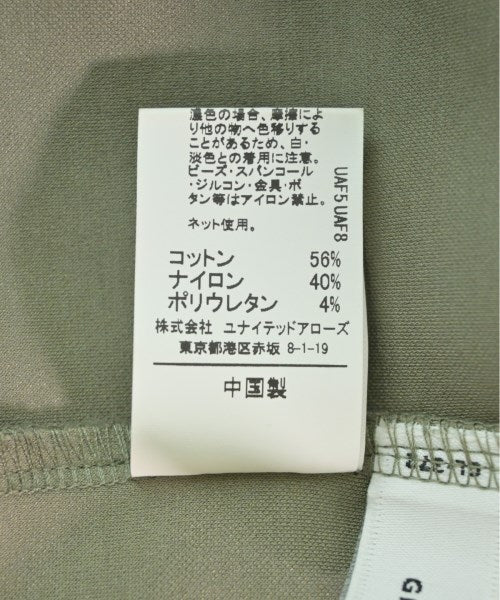 濃色の場合、摩擦によ
り他の物へ色移りする
ことがあるため、白・
淡色との着用に注意。
ビーズ・スパンコール
・ジルコン・金具・ボ
タン等はアイロン禁止。
ネット使用。
UAF5UAF8
コットン 56%
ナイロン 40%
ポリウレタン 4%
株式会社 ユナイテッドアローズ
東京都港区赤坂 8-1-19
中国製